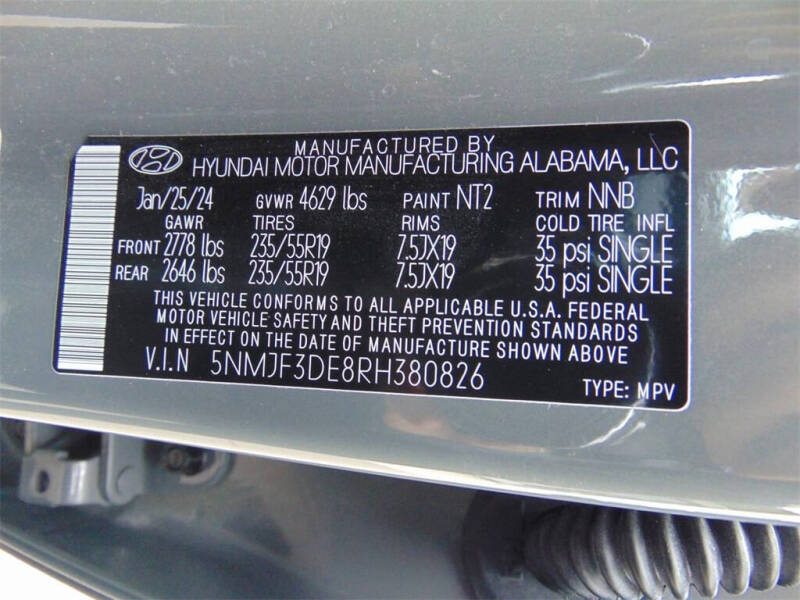 MANUFACTURED BY
HYUNDAI MOTOR MANUFACTURING ALABAMA, LLC
Jan/25/24 GVWR 4629 lbs PAINT NT2 TRIM NNB
GAWR TIRES RIMS COLD TIRE INFL
FRONT 2778 lbs 235/55R19 7.5JX19 35 psi SINGLE
REAR 2646 lbs 235/55R19 7.5JX19 35 psi SINGLE
THIS VEHICLE CONFORMS TO ALL APPLICABLE U.S.A. FEDERAL
MOTOR VEHICLE SAFETY AND THEFT PREVENTION STANDARDS
IN EFFECT ON THE DATE OF MANUFACTURE SHOWN ABOVE
V.I.N 5NMJF3DE8RH380826
TYPE: MPV